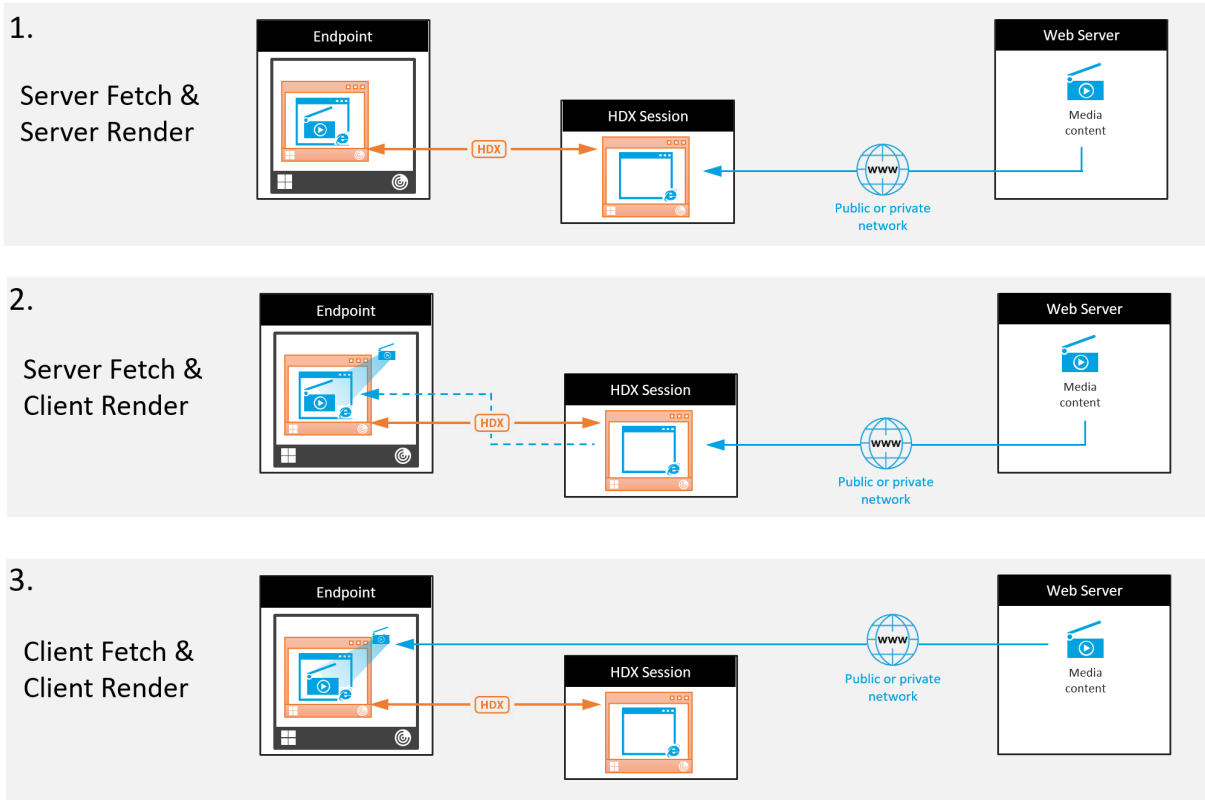 1.
Server Fetch &
Server Render
Endpoint
HDX
HDX Session
www
Public or private
network
Web Server
Media
content
2.
Server Fetch &
Client Render
Endpoint
HDX
HDX Session
www
Public or private
network
Web Server
Media
content
3.
Client Fetch &
Client Render
Endpoint
HDX
HDX Session
www
Public or private
network
Web Server
Media
content